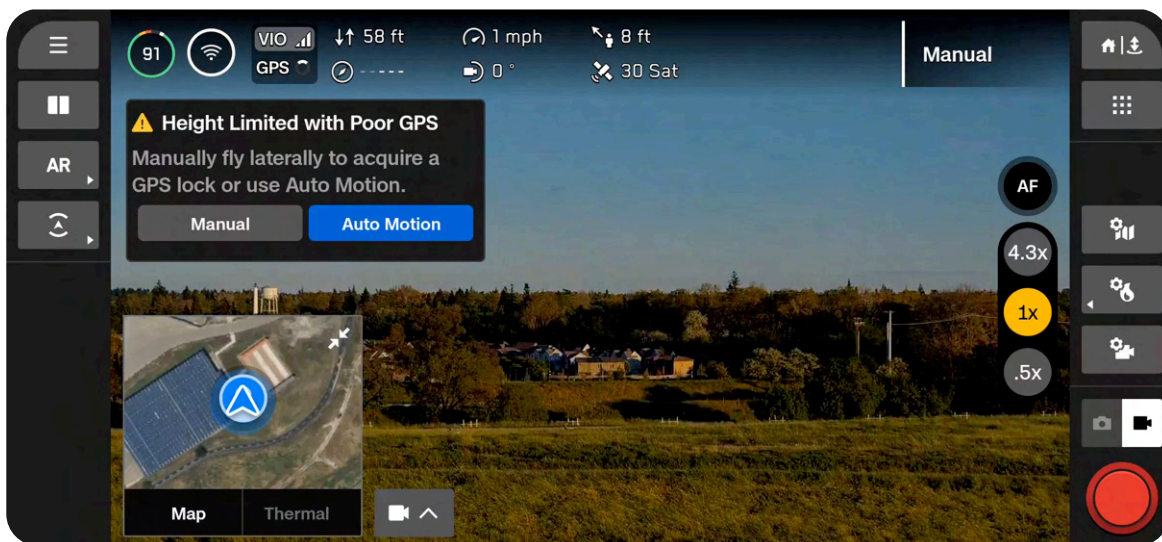 91
VIO
GPS
58 ft
-----
1 mph
0 °
8 ft
30 Sat
Manual
Height Limited with Poor GPS
Manually fly laterally to acquire a
GPS lock or use Auto Motion.
Manual
Auto Motion
AR
AF
4.3x
1x
.5x
Map
Thermal